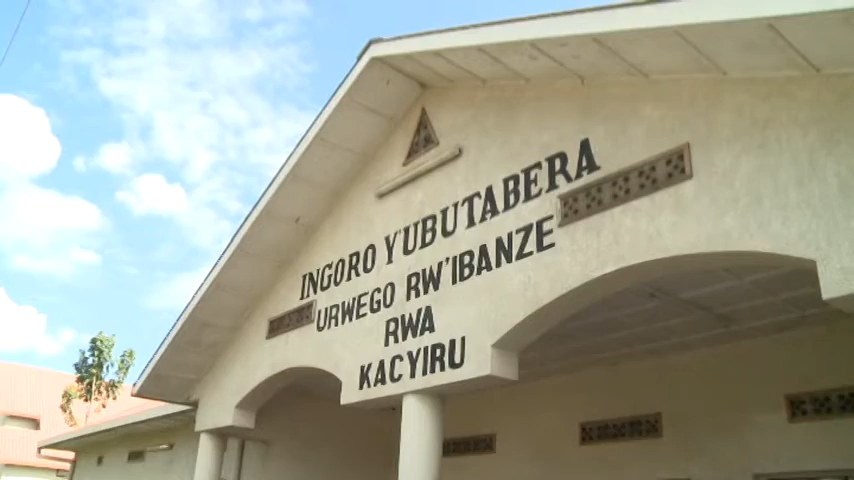 INGORO Y'UBUTABERA
URWEGO RW'IBANZE
RWA
KACYIRU